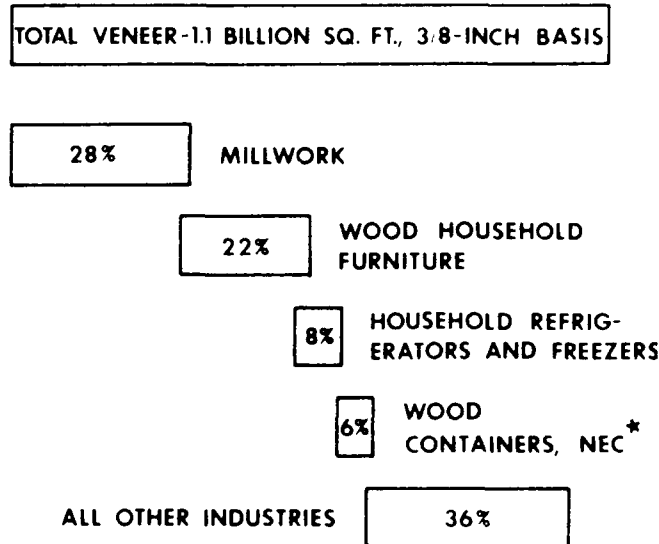 TOTAL VENEER-1.1 BILLION SQ. FT., 3/8-INCH BASIS
28% MILLWORK
22% WOOD HOUSEHOLD
FURNITURE
8% HOUSEHOLD REFRIG-
ERATORS AND FREEZERS
6% WOOD
CONTAINERS, NEC*
ALL OTHER INDUSTRIES 36%